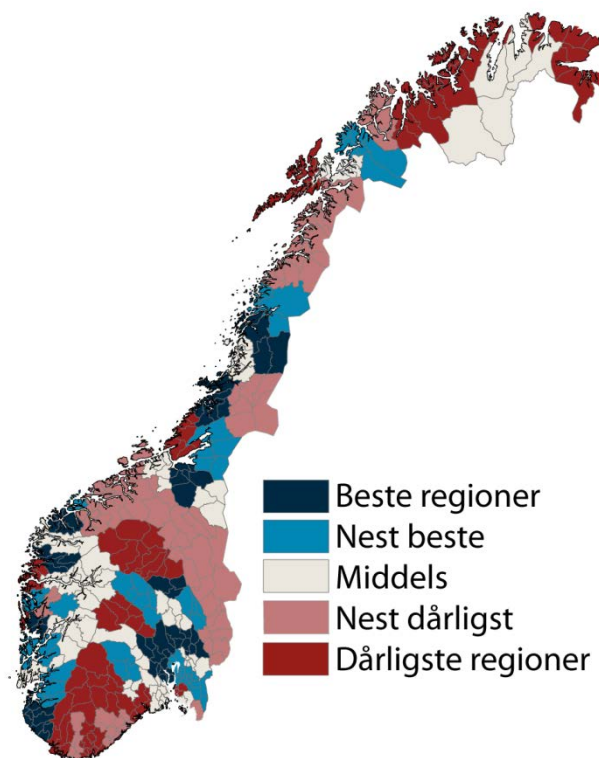 Beste regioner
Nest beste
Middels
Nest dårligst
Dårligste regioner